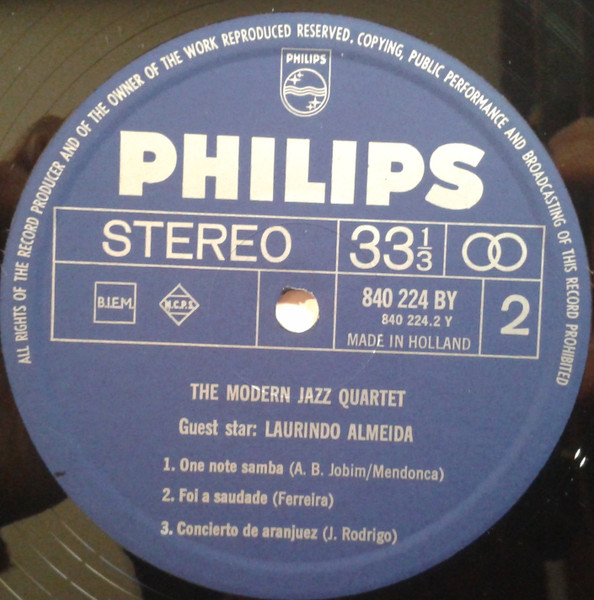 ALL RIGHTS OF THE RECORD PRODUCER AND OF THE OWNER OF THE WORK REPRODUCED RESERVED. COPYING, PUBLIC PERFORMANCE AND BROADCASTING OF THIS RECORD PROHIBITED
PHILIPS
PHILIPS
STEREO 33 1/3
B.I.E.M. M.C.P.S. 840 224 BY 2
840 224.2 Y
MADE IN HOLLAND
THE MODERN JAZZ QUARTET
Guest star: LAURINDO ALMEIDA
1. One note samba (A. B. Jobim/Mendonca)
2. Foi a saudade (Ferreira)
3. Concierto de aranjuez (J. Rodrigo)